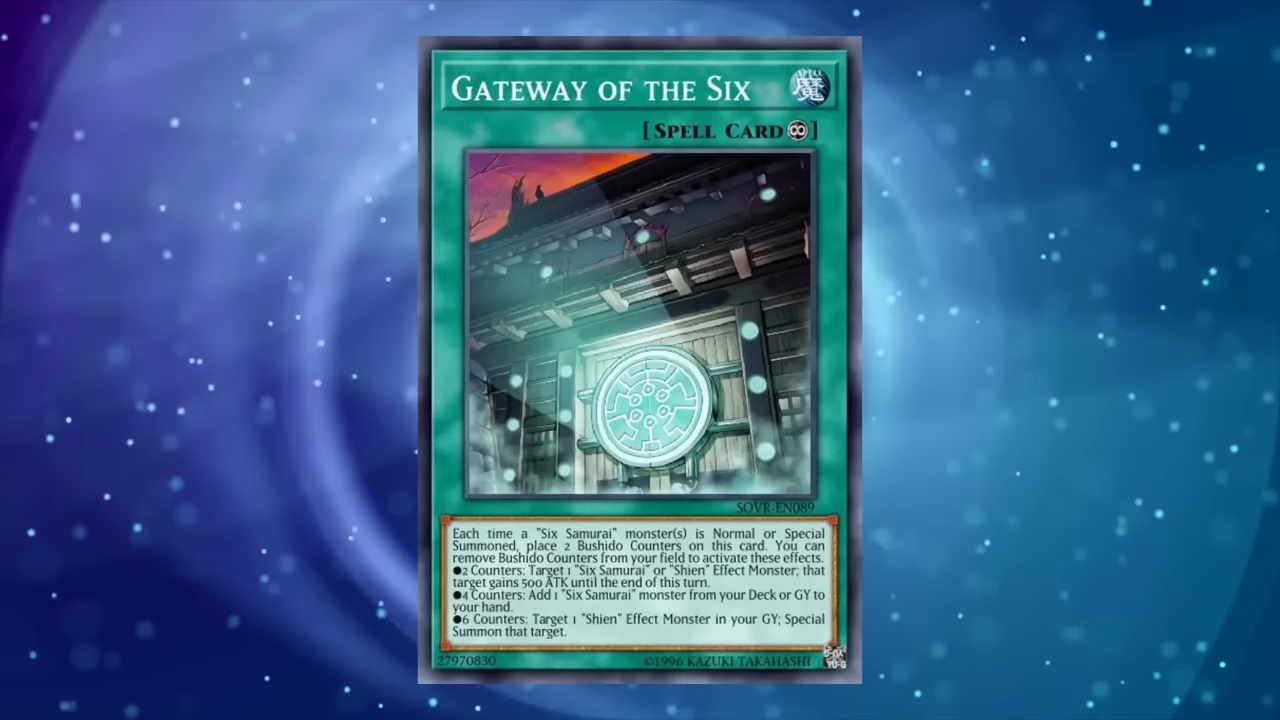 GATEWAY OF THE SIX
SPELL
魔
[SPELL CARD]
SOVR-EN089
Each time a "Six Samurai" monster(s) is Normal or Special
Summoned, place 2 Bushido Counters on this card. You can
remove Bushido Counters from your field to activate these effects.
●2 Counters: Target 1 "Six Samurai" or "Shien" Effect Monster; that
target gains 500 ATK until the end of this turn.
●4 Counters: Add 1 "Six Samurai" monster from your Deck or GY to
your hand.
●6 Counters: Target 1 "Shien" Effect Monster in your GY; Special
Summon that target.
27970830
©1996 KAZUKI TAKAHASHI